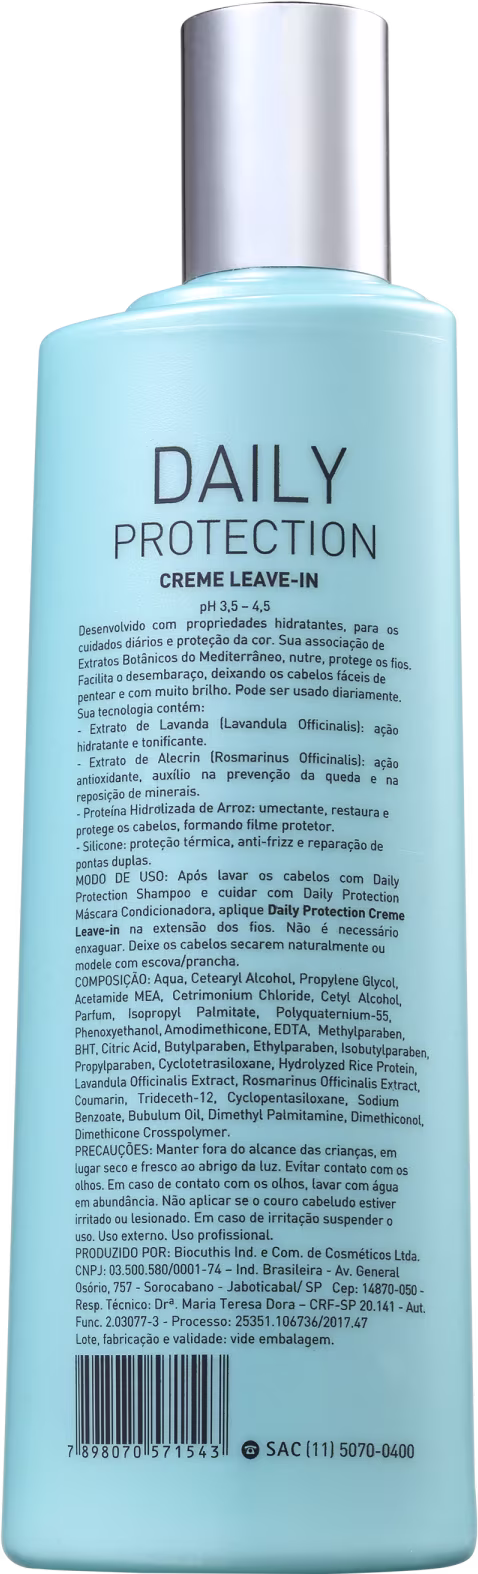 DAILY
PROTECTION
CREME LEAVE-IN
pH 3,5 – 4,5
Desenvolvido com propriedades hidratantes, para os
cuidados diários e proteção da cor. Sua associação de
Extratos Botânicos do Mediterrâneo, nutre, protege os fios.
Facilita o desembaraço, deixando os cabelos fáceis de
pentear e com muito brilho. Pode ser usado diariamente.
Sua tecnologia contém:
- Extrato de Lavanda (Lavandula Officinalis): ação
hidratante e tonificante.
- Extrato de Alecrin (Rosmarinus Officinalis): ação
antioxidante, auxílio na prevenção da queda e na
reposição de minerais.
- Proteína Hidrolizada de Arroz: umectante, restaura e
protege os cabelos, formando filme protetor.
- Silicone: proteção térmica, anti-frizz e reparação de
pontas duplas.
MODO DE USO: Após lavar os cabelos com Daily
Protection Shampoo e cuidar com Daily Protection
Máscara Condicionadora, aplique Daily Protection Creme
Leave-in na extensão dos fios. Não é necessário
enxaguar. Deixe os cabelos secarem naturalmente ou
modele com escova/prancha.
COMPOSIÇÃO: Aqua, Cetearyl Alcohol, Propylene Glycol,
Acetamide MEA, Cetrimonium Chloride, Cetyl Alcohol,
Parfum, Isopropyl Palmitate, Polyquaternium-55,
Phenoxyethanol, Amodimethicone, EDTA, Methylparaben,
BHT, Citric Acid, Butylparaben, Ethylparaben, Isobutylparaben,
Propylparaben, Cyclotetrasiloxane, Hydrolyzed Rice Protein,
Lavandula Officinalis Extract, Rosmarinus Officinalis Extract,
Coumarin, Trideceth-12, Cyclopentasiloxane, Sodium
Benzoate, Bubulum Oil, Dimethyl Palmitamine, Dimethiconol,
Dimethicone Crosspolymer.
PRECAUÇÕES: Manter fora do alcance das crianças, em
lugar seco e fresco ao abrigo da luz. Evitar contato com os
olhos. Em caso de contato com os olhos, lavar com água
em abundância. Não aplicar se o couro cabeludo estiver
irritado ou lesionado. Em caso de irritação suspender o
uso. Uso externo. Uso profissional.
PRODUZIDO POR: Biocuthis Ind. e Com. de Cosméticos Ltda.
CNPJ: 03.500.580/0001-74 – Ind. Brasileira - Av. General
Osório, 757 - Sorocabano - Jaboticabal/ SP Cep: 14870-050 -
Resp. Técnico: Drª. Maria Teresa Dora – CRF-SP 20.141 - Aut.
Func. 2.03077-3 - Processo: 25351.106736/2017.47
Lote, fabricação e validade: vide embalagem.
7 898070 571543
SAC (11) 5070-0400